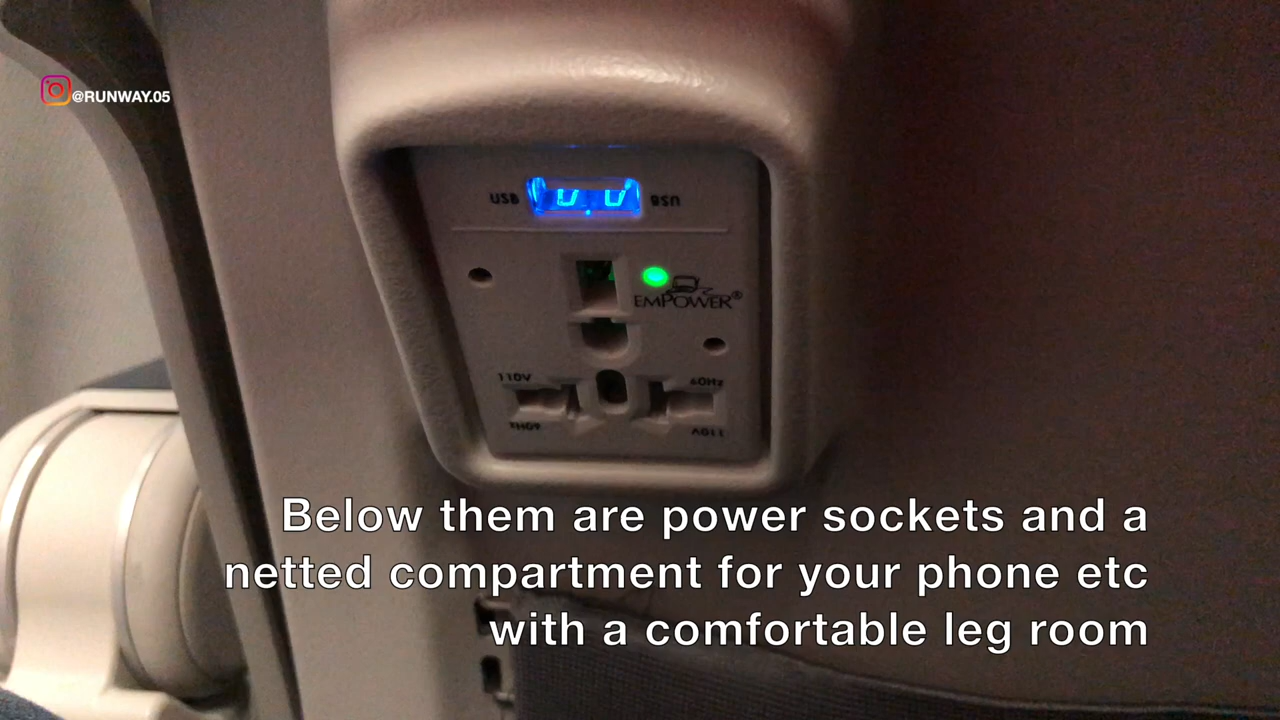 @RUNWAY.05
USB USB
EMPOWER®
110V 60Hz
60Hz 110V
Below them are power sockets and a
netted compartment for your phone etc
with a comfortable leg room